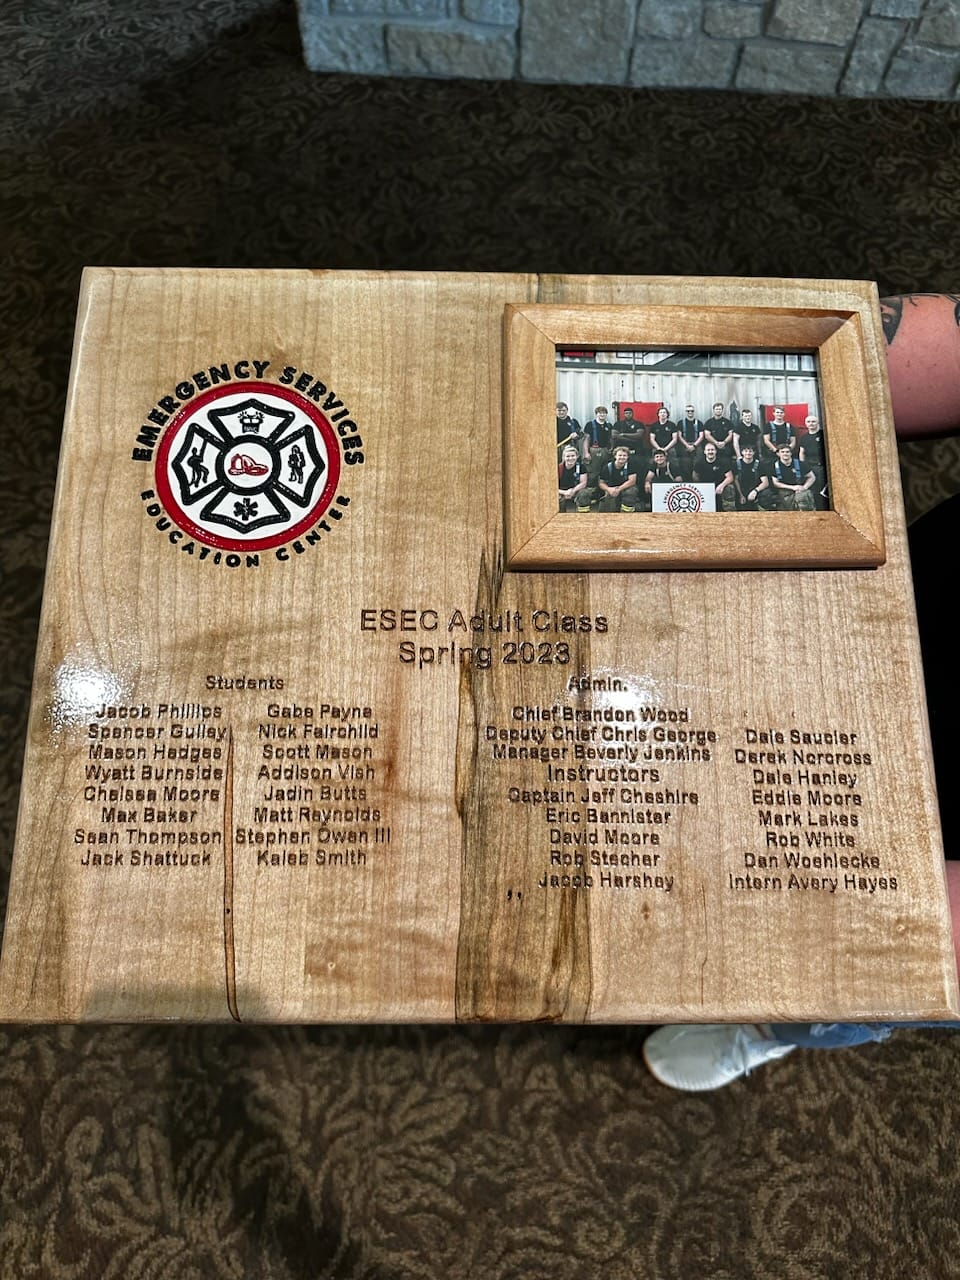 EMERGENCY SERVICES
EDUCATION CENTER
EMERGENCY SERVICES
ESEC Adult Class
Spring 2023
Students
Jacob Phillips
Spencer Gulley
Mason Hedges
Wyatt Burnside
Chelsea Moore
Max Baker
Sean Thompson
Jack Shattuck
Gabe Payne
Nick Fairchild
Scott Mason
Addison Vish
Jadin Butts
Matt Reynolds
Stephen Owen III
Kaleb Smith
Admin.
Chief Brandon Wood
Deputy Chief Chris George
Manager Beverly Jenkins
Instructors
Captain Jeff Cheshire
Eric Bannister
David Moore
Rob Stecher
Jacob Harshey
Dale Saucier
Derek Norcross
Dale Hanley
Eddie Moore
Mark Lakes
Rob White
Dan Woehlecke
Intern Avery Hayes